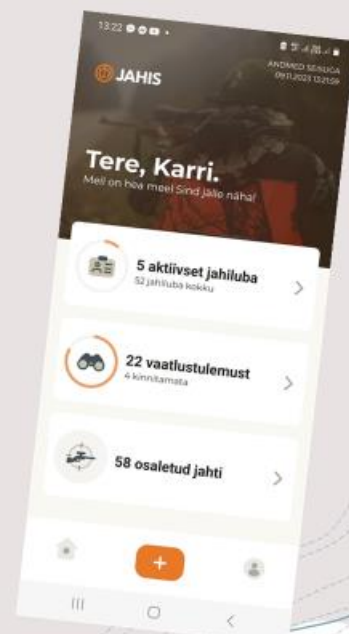 13:22
ANDMED SEISUGA
09.11.2023 13:21:59
JAHIS
Tere, Karri.
Meil on hea meel Sind jälle näha!
5 aktiivset jahiluba
52 jahiluba kokku
22 vaatlustulemust
4 kinnitamata
58 osaletud jahti